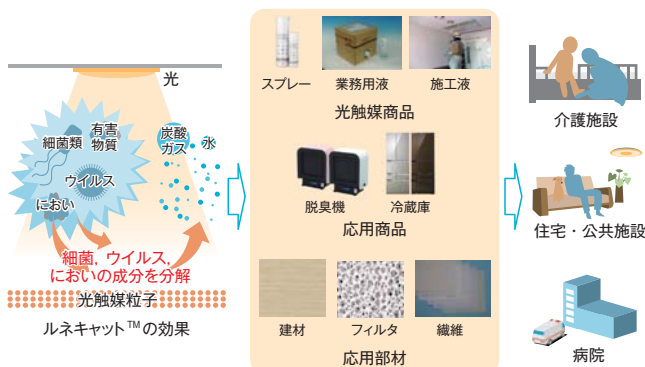 光
細菌類
有害
物質
ウイルス
におい
炭酸
ガス
水
細菌，ウイルス，
においの成分を分解
光触媒粒子
ルネキャット™の効果
スプレー
業務用液
施工液
光触媒商品
脱臭機
冷蔵庫
応用商品
建材
フィルタ
繊維
応用部材
介護施設
住宅・公共施設
病院